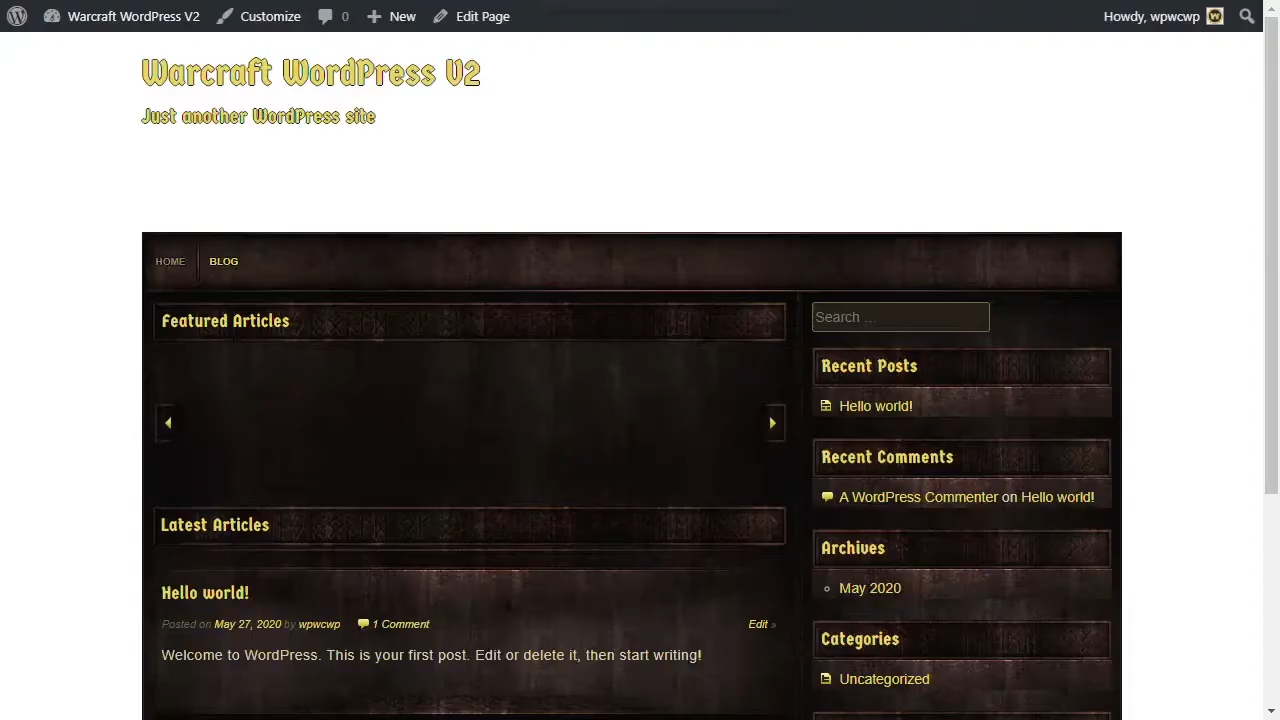 Warcraft WordPress V2 Customize 0 New Edit Page Howdy, wpwcwp
Warcraft WordPress V2
Just another WordPress site
HOME BLOG
Featured Articles
Search ...
Recent Posts
Hello world!
Recent Comments
A WordPress Commenter on Hello world!
Latest Articles
Archives
May 2020
Hello world!
Posted on May 27, 2020 by wpwcwp 1 Comment Edit »
Welcome to WordPress. This is your first post. Edit or delete it, then start writing!
Categories
Uncategorized